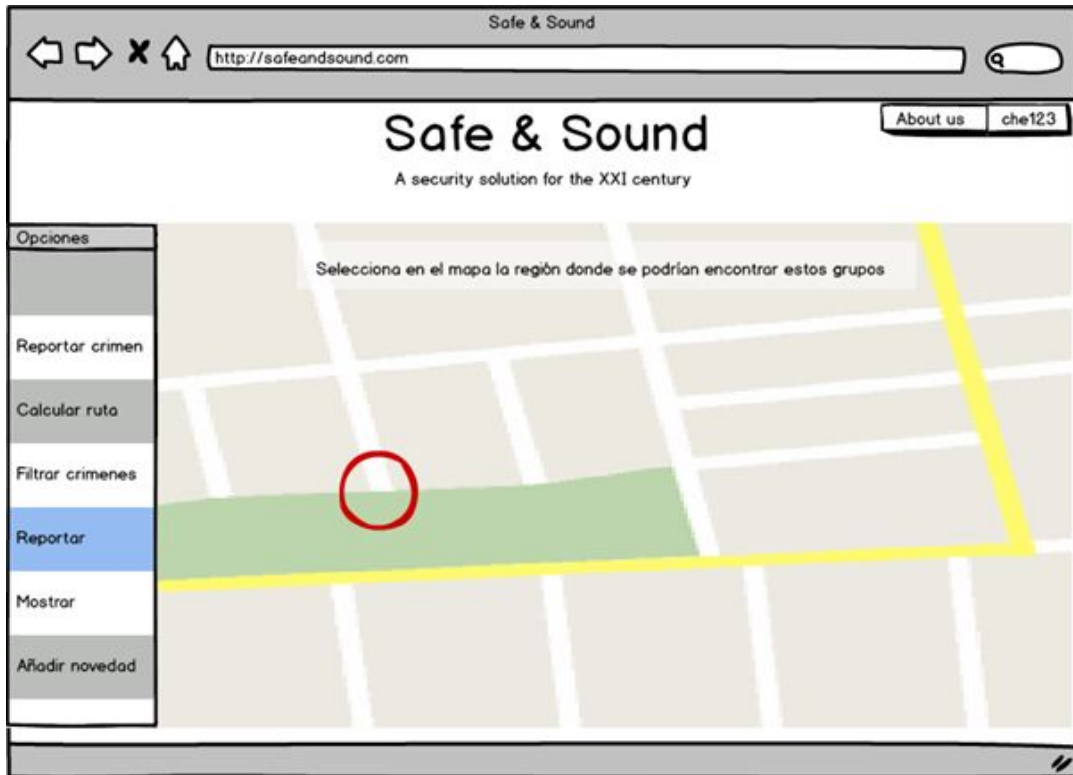 Safe & Sound
http://safeandsound.com
About us
che123
Safe & Sound
A security solution for the XXI century
Opciones
Selecciona en el mapa la región donde se podrían encontrar estos grupos
Reportar crimen
Calcular ruta
Filtrar crimenes
Reportar
Mostrar
Añadir novedad